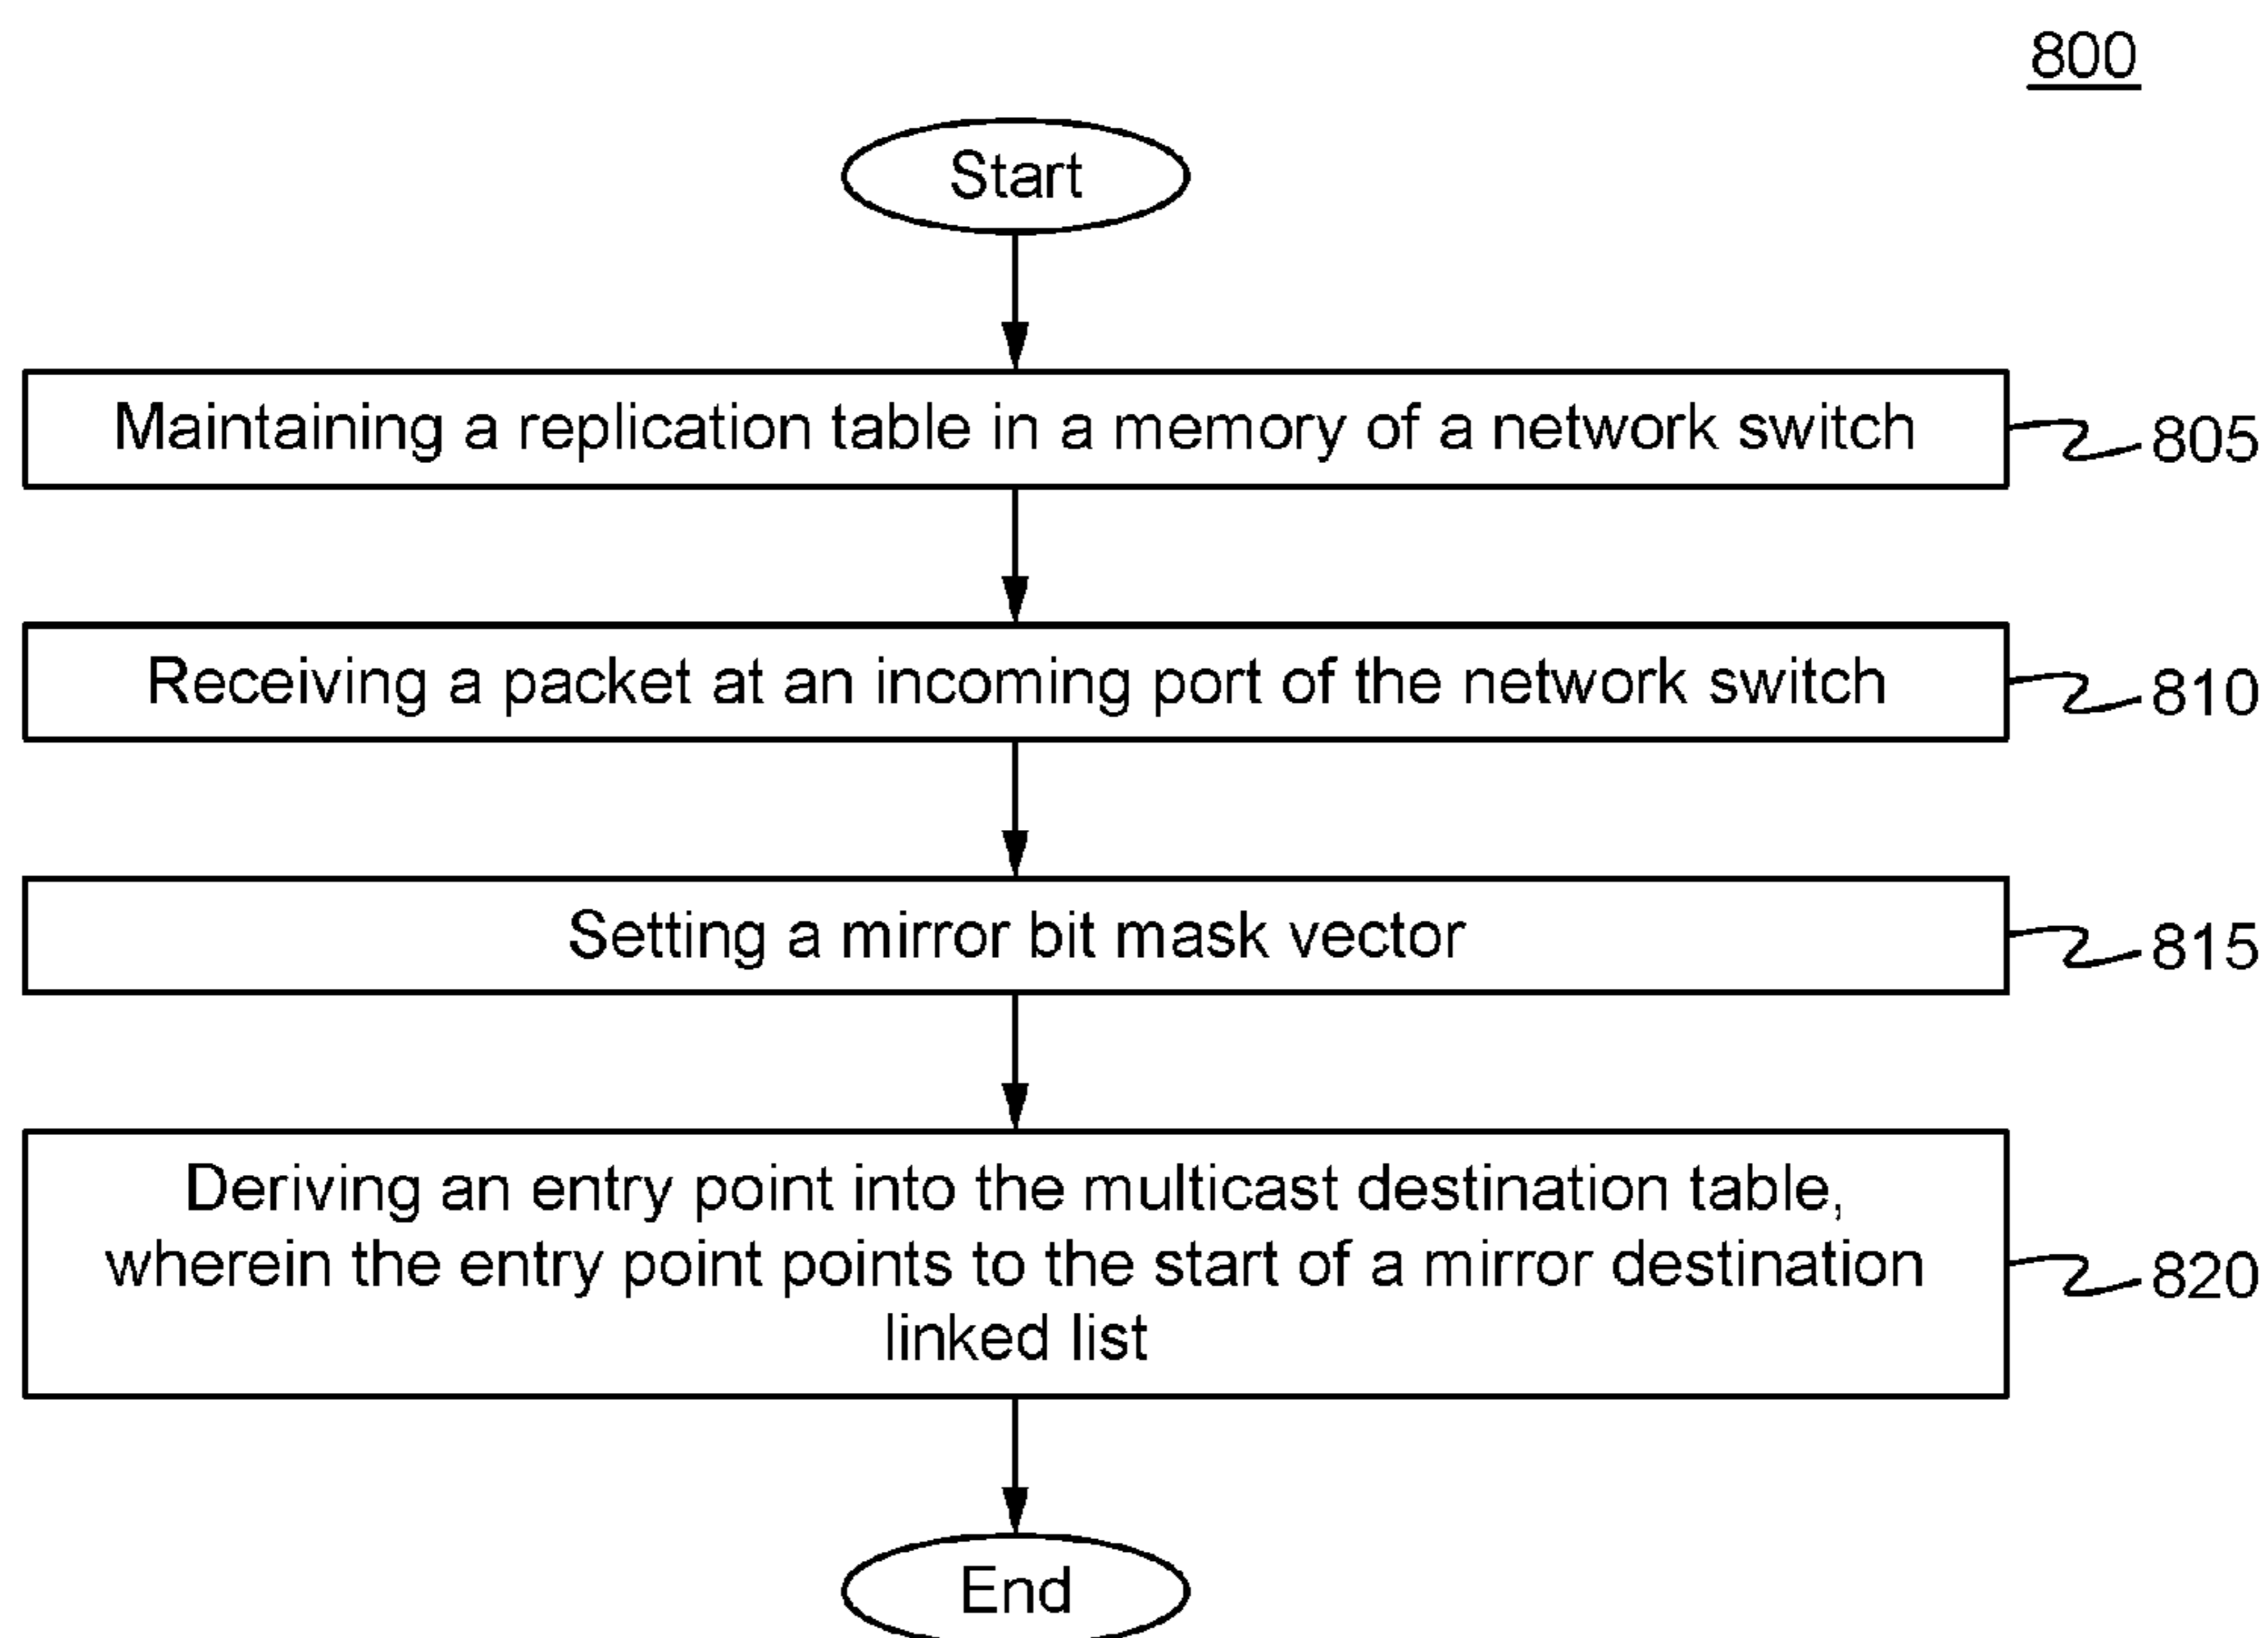 800
Start
Maintaining a replication table in a memory of a network switch
805
Receiving a packet at an incoming port of the network switch
810
Setting a mirror bit mask vector
815
Deriving an entry point into the multicast destination table,
wherein the entry point points to the start of a mirror destination
linked list
820
End